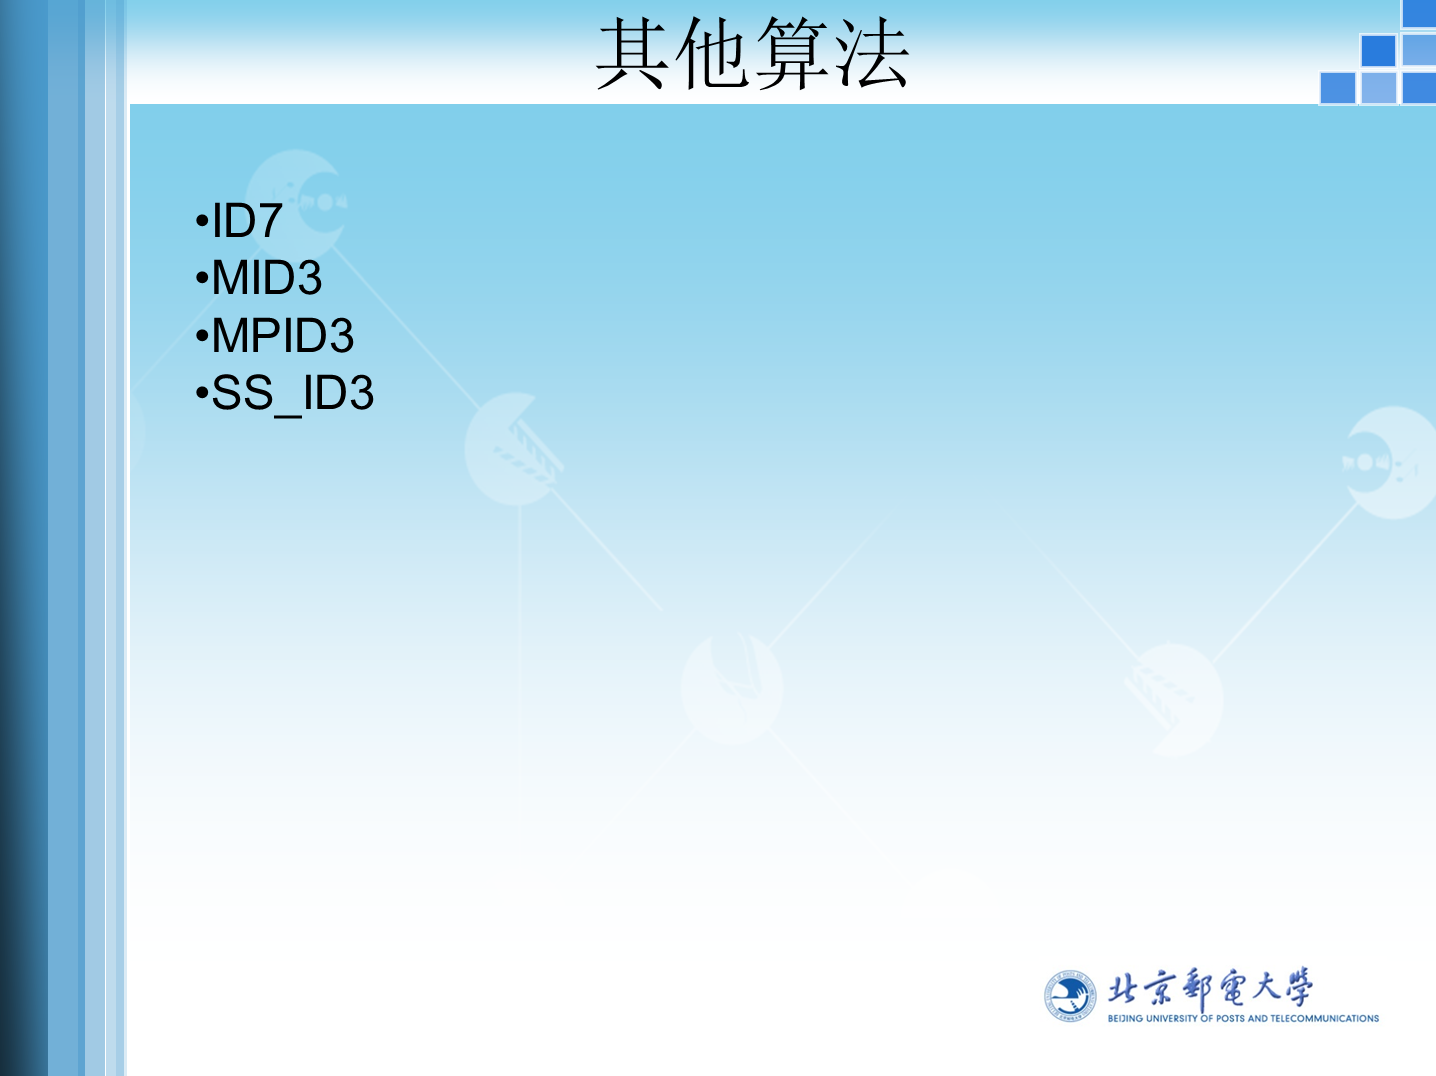 其他算法
•ID7
•MID3
•MPID3
•SS_ID3
北京郵電大學
BEIJING UNIVERSITY OF POSTS AND TELECOMMUNICATIONS